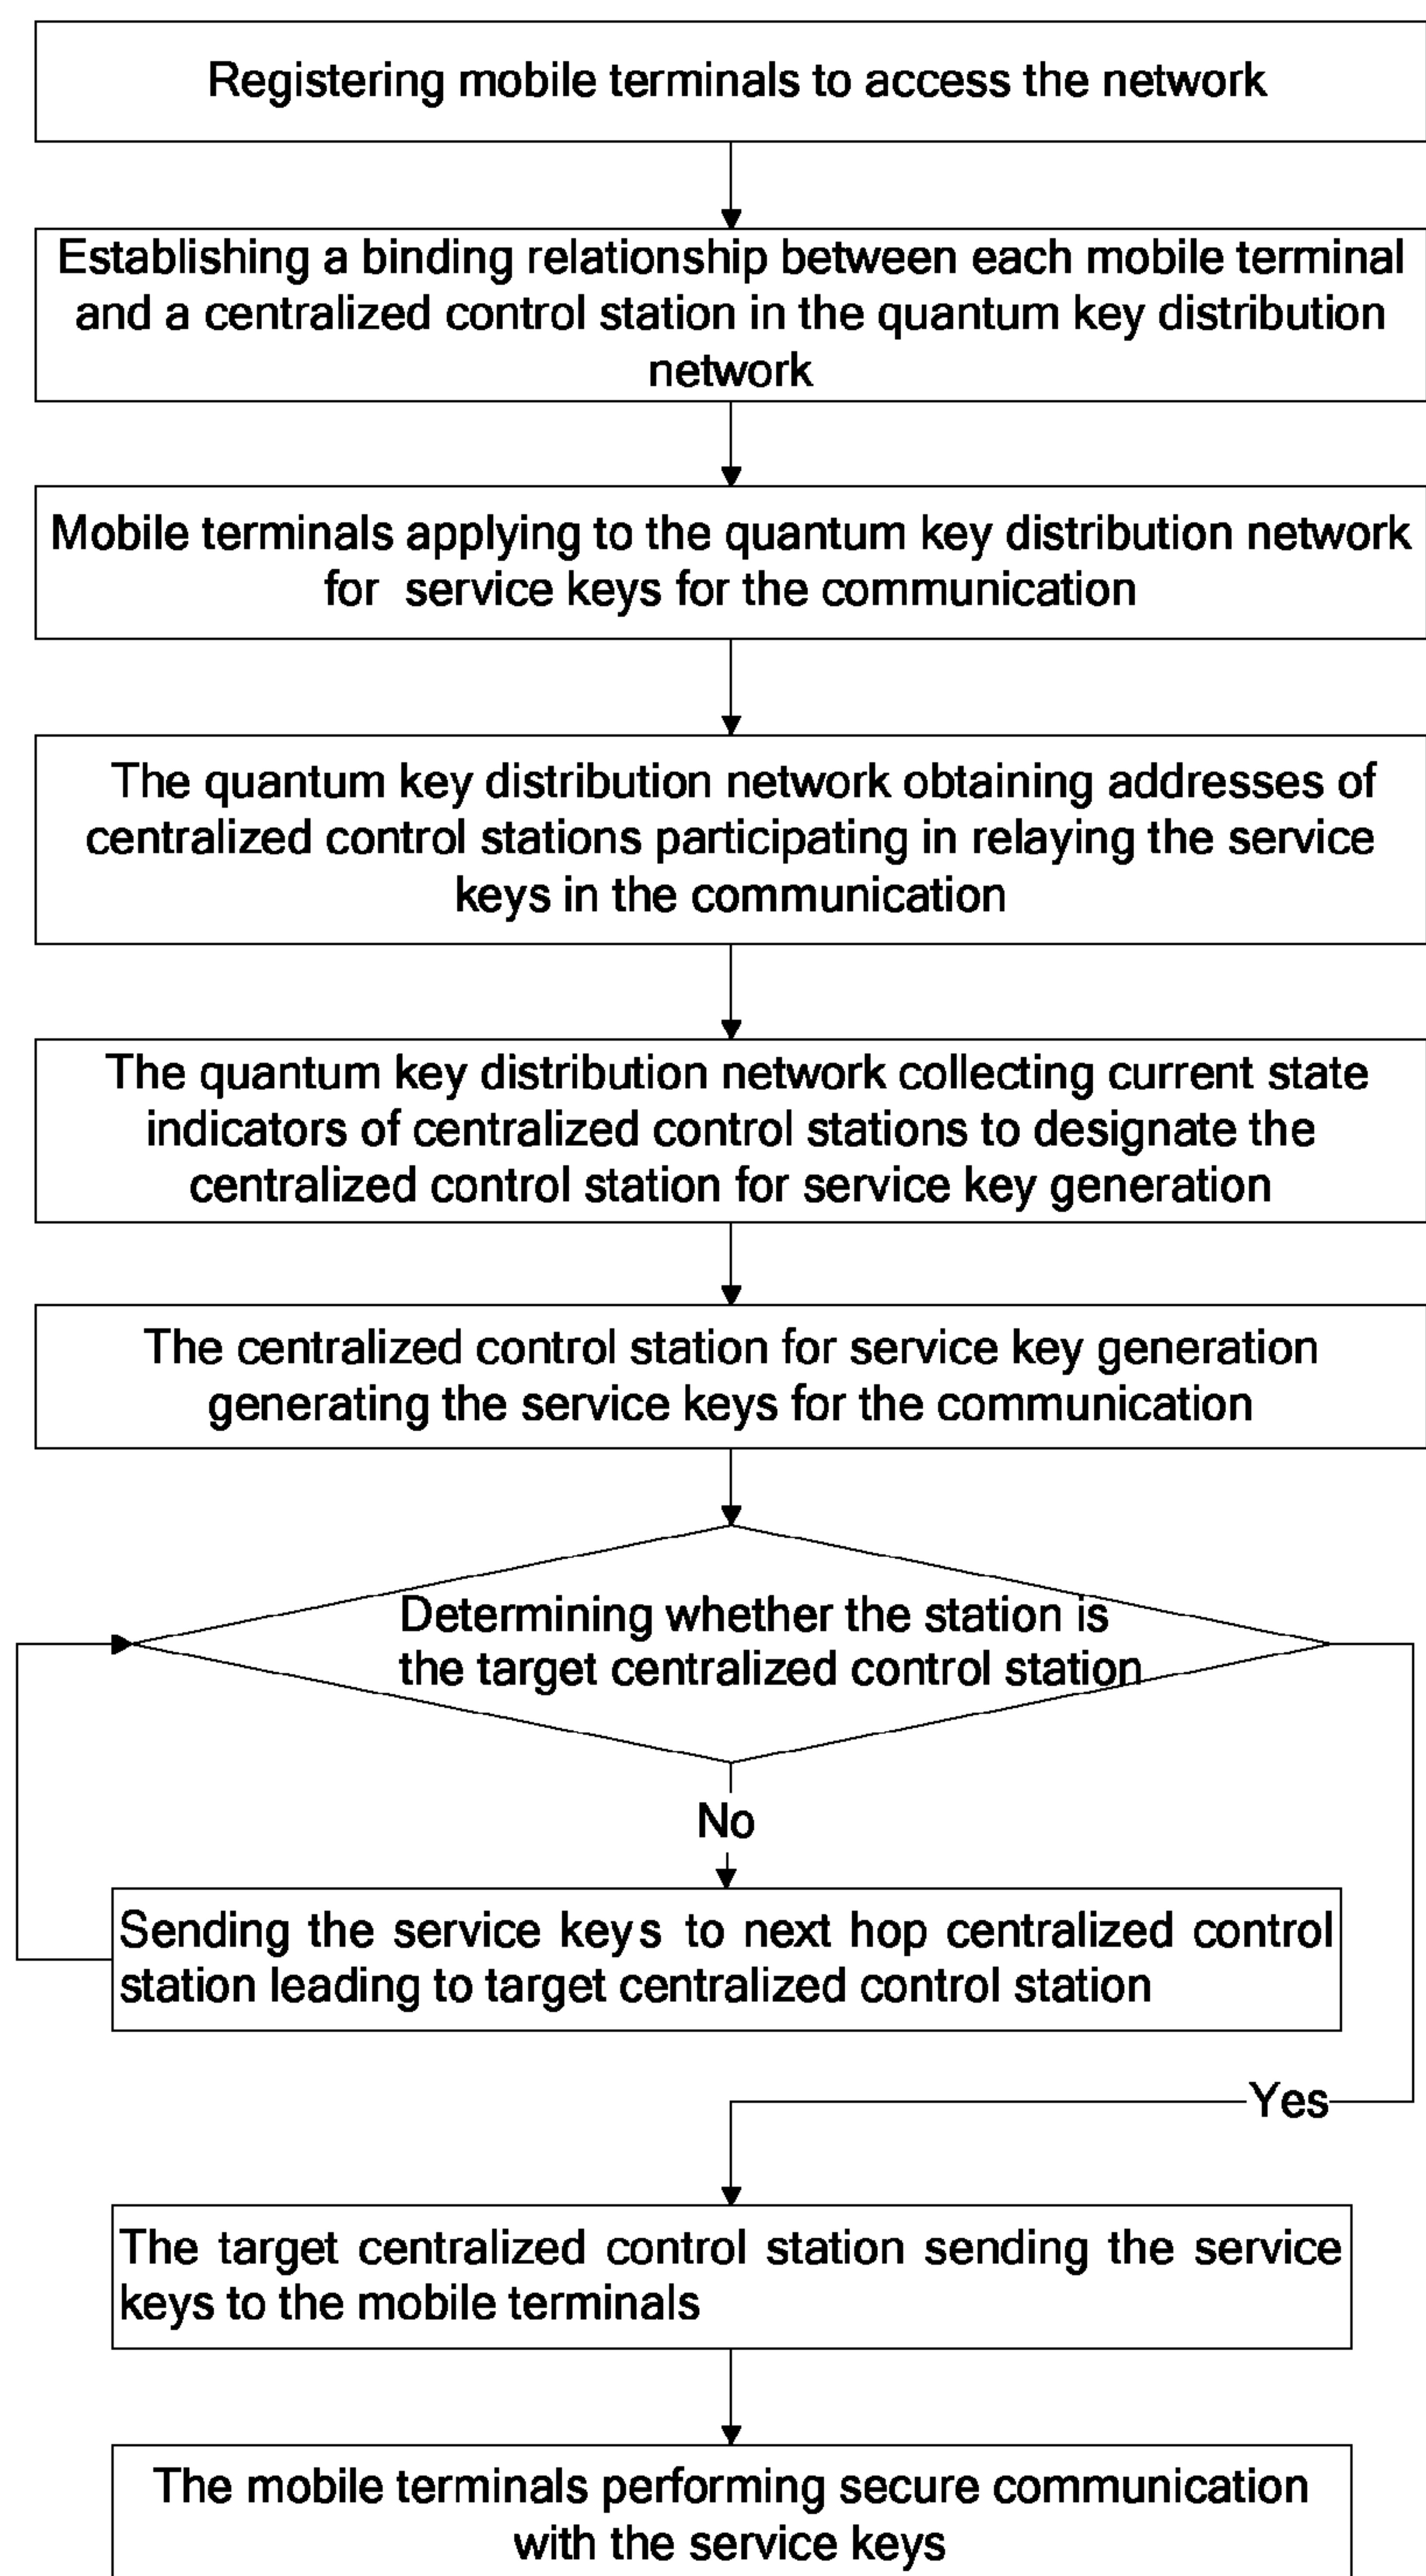 Registering mobile terminals to access the network
Establishing a binding relationship between each mobile terminal
and a centralized control station in the quantum key distribution
network
Mobile terminals applying to the quantum key distribution network
for service keys for the communication
The quantum key distribution network obtaining addresses of
centralized control stations participating in relaying the service
keys in the communication
The quantum key distribution network collecting current state
indicators of centralized control stations to designate the
centralized control station for service key generation
The centralized control station for service key generation
generating the service keys for the communication
Determining whether the station is
the target centralized control station
No
Sending the service keys to next hop centralized control
station leading to target centralized control station
Yes
The target centralized control station sending the service
keys to the mobile terminals
The mobile terminals performing secure communication
with the service keys